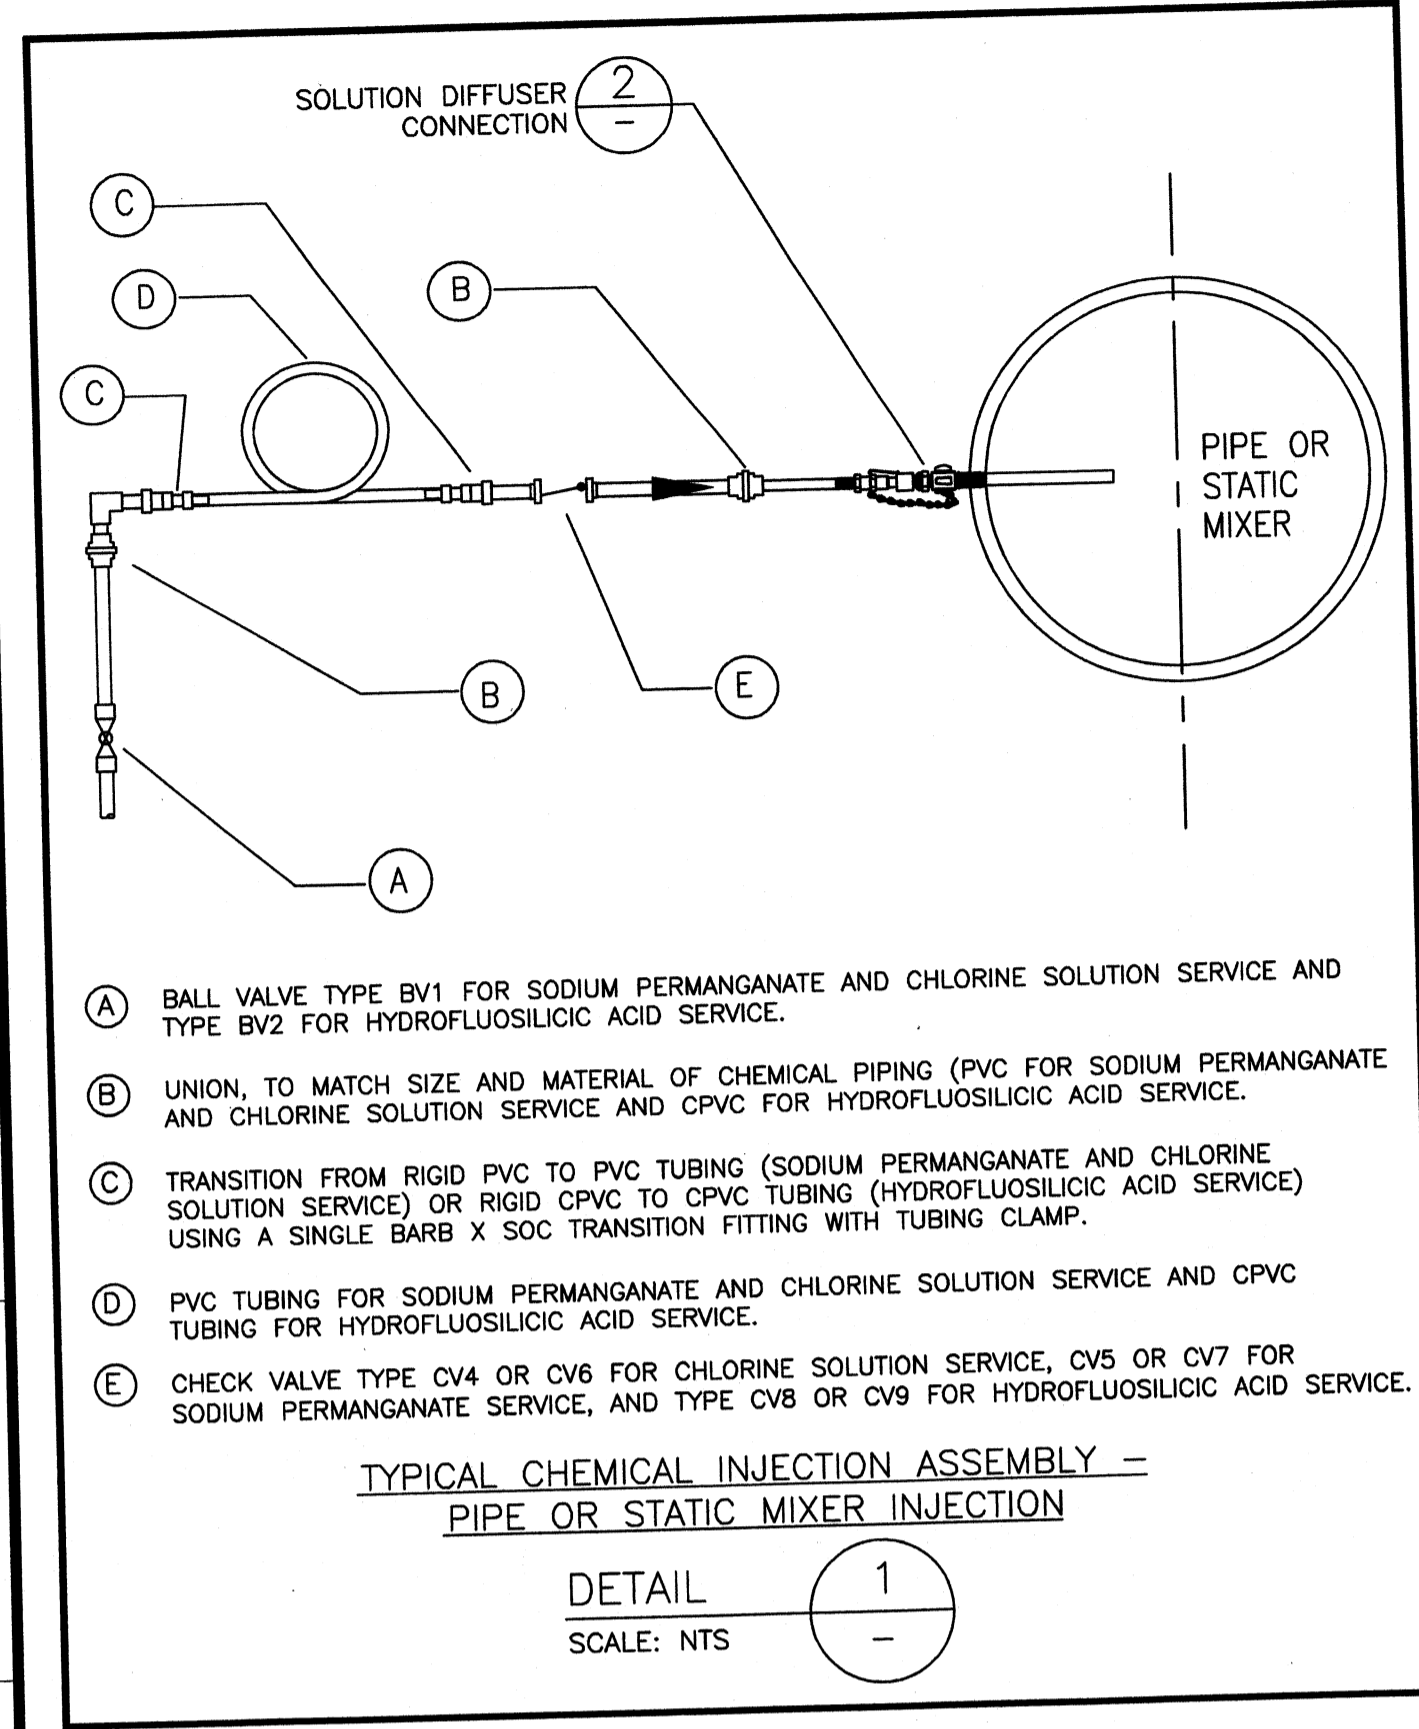 SOLUTION DIFFUSER
CONNECTION
2
-
C
D
B
C
PIPE OR
STATIC
MIXER
B
E
A
A BALL VALVE TYPE BV1 FOR SODIUM PERMANGANATE AND CHLORINE SOLUTION SERVICE AND
TYPE BV2 FOR HYDROFLUOSILICIC ACID SERVICE.
B UNION, TO MATCH SIZE AND MATERIAL OF CHEMICAL PIPING (PVC FOR SODIUM PERMANGANATE
AND CHLORINE SOLUTION SERVICE AND CPVC FOR HYDROFLUOSILICIC ACID SERVICE.
C TRANSITION FROM RIGID PVC TO PVC TUBING (SODIUM PERMANGANATE AND CHLORINE
SOLUTION SERVICE) OR RIGID CPVC TO CPVC TUBING (HYDROFLUOSILICIC ACID SERVICE)
USING A SINGLE BARB X SOC TRANSITION FITTING WITH TUBING CLAMP.
D PVC TUBING FOR SODIUM PERMANGANATE AND CHLORINE SOLUTION SERVICE AND CPVC
TUBING FOR HYDROFLUOSILICIC ACID SERVICE.
E CHECK VALVE TYPE CV4 OR CV6 FOR CHLORINE SOLUTION SERVICE, CV5 OR CV7 FOR
SODIUM PERMANGANATE SERVICE, AND TYPE CV8 OR CV9 FOR HYDROFLUOSILICIC ACID SERVICE.
TYPICAL CHEMICAL INJECTION ASSEMBLY -
PIPE OR STATIC MIXER INJECTION
DETAIL
SCALE: NTS
1
-